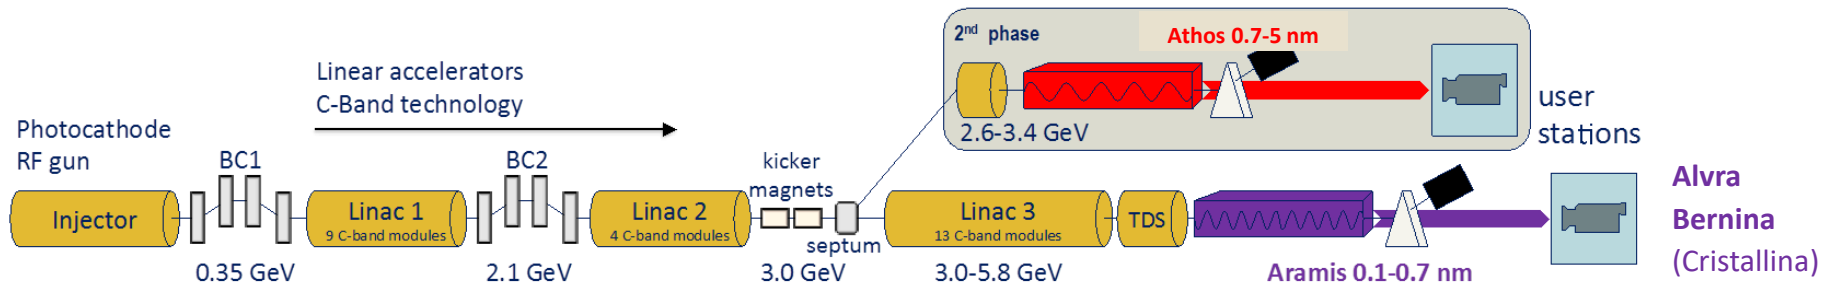 2nd phase
Athos 0.7-5 nm
2.6-3.4 GeV
user
stations
Linear accelerators
C-Band technology
Photocathode
RF gun
BC1
BC2
kicker
magnets
septum
Injector
Linac 1
9 C-band modules
Linac 2
4 C-band modules
Linac 3
13 C-band modules
TDS
0.35 GeV
2.1 GeV
3.0 GeV
3.0-5.8 GeV
Aramis 0.1-0.7 nm
Alvra
Bernina
(Cristallina)